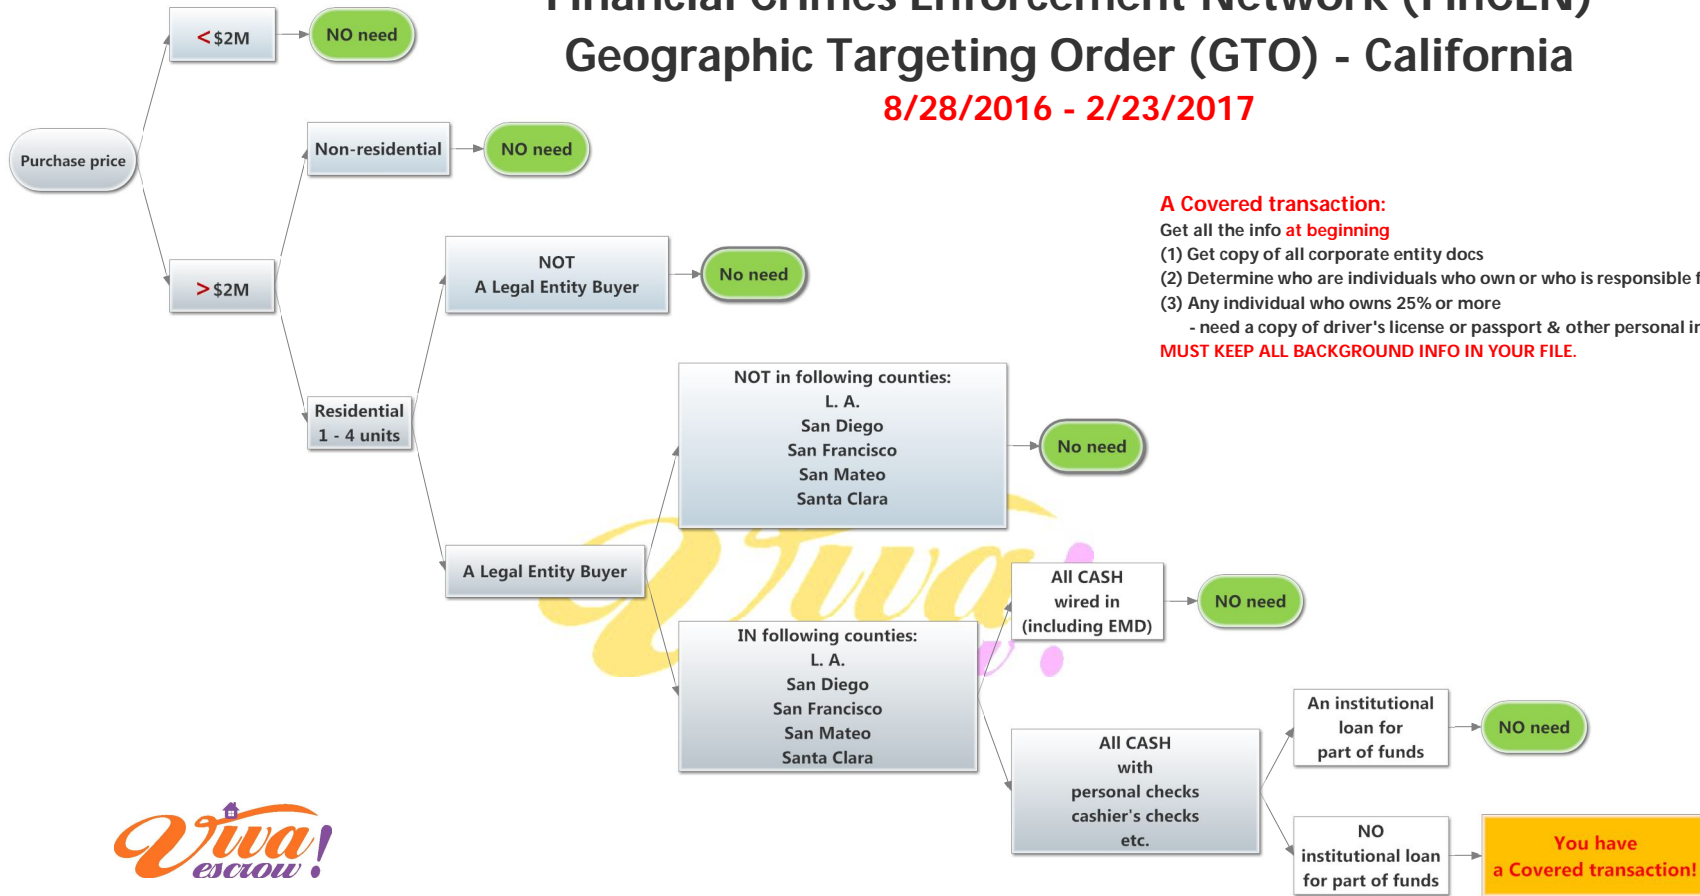 Financial Crimes Enforcement Network (FinCEN)
Geographic Targeting Order (GTO) - California
8/28/2016 - 2/23/2017
< $2M
NO need
Purchase price
Non-residential
NO need
> $2M
NOT
A Legal Entity Buyer
No need
A Covered transaction:
Get all the info at beginning
(1) Get copy of all corporate entity docs
(2) Determine who are individuals who own or who is responsible
(3) Any individual who owns 25% or more
- need a copy of driver's license or passport & other personal
MUST KEEP ALL BACKGROUND INFO IN YOUR FILE.
Residential
1 - 4 units
NOT in following counties:
L. A.
San Diego
San Francisco
San Mateo
Santa Clara
No need
A Legal Entity Buyer
IN following counties:
L. A.
San Diego
San Francisco
San Mateo
Santa Clara
All CASH
wired in
(including EMD)
NO need
All CASH
with
personal checks
cashier's checks
etc.
An institutional
loan for
part of funds
NO need
NO
institutional loan
for part of funds
You have
a Covered transaction!
Viva
escrow!
Viva!